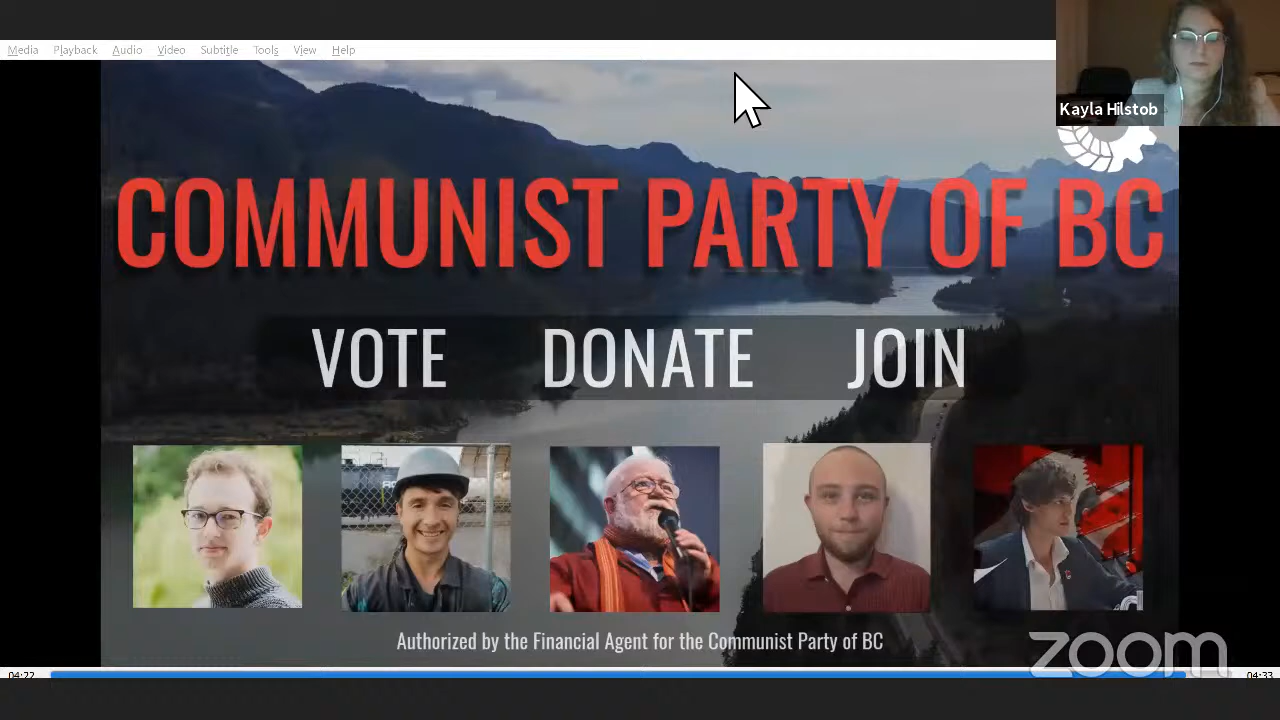 Media Playback Audio Video Subtitle Tools View Help
Kayla Hilstob
COMMUNIST PARTY OF BC
VOTE DONATE JOIN
Authorized by the Financial Agent for the Communist Party of BC
zoom
04:22 04:33